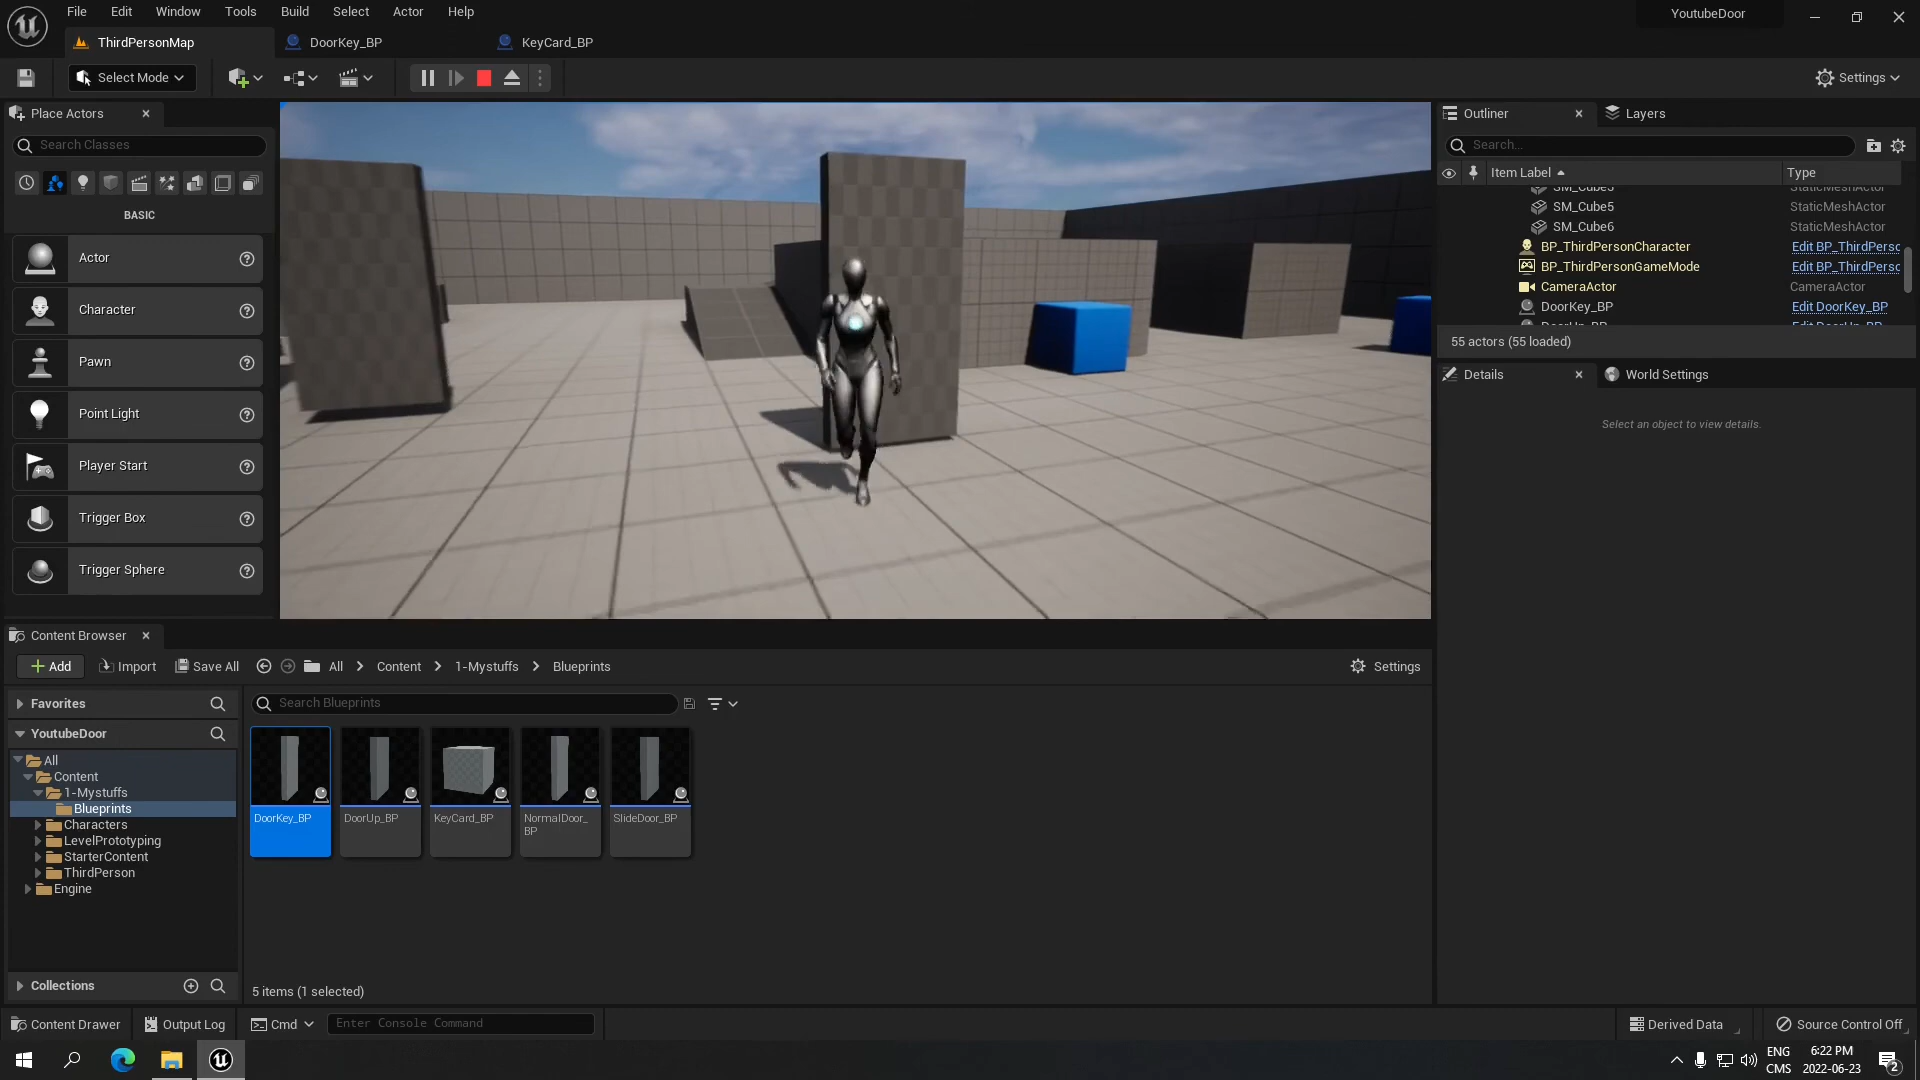 File Edit Window Tools Build Select Actor Help
YoutubeDoor
ThirdPersonMap
DoorKey_BP
KeyCard_BP
Select Mode
Settings
Place Actors
Search Classes
BASIC
Actor
Character
Pawn
Point Light
Player Start
Trigger Box
Trigger Sphere
Outliner
Layers
Search...
Item Label
Type
SM_Cube5 StaticMeshActor
SM_Cube6 StaticMeshActor
BP_ThirdPersonCharacter Edit BP_ThirdPersc
BP_ThirdPersonGameMode Edit BP_ThirdPersc
CameraActor CameraActor
DoorKey_BP Edit DoorKey_BP
DoorUp_BP Edit DoorUp_BP
55 actors (55 loaded)
Details
World Settings
Select an object to view details.
Content Browser
Add
Import
Save All
All
Content
1-Mystuffs
Blueprints
Settings
Favorites
YoutubeDoor
All
Content
1-Mystuffs
Blueprints
Characters
LevelPrototyping
StarterContent
ThirdPerson
Engine
Collections
Search Blueprints
DoorKey_BP
DoorUp_BP
KeyCard_BP
NormalDoor_
BP
SlideDoor_BP
5 items (1 selected)
Content Drawer
Output Log
Cmd
Enter Console Command
Derived Data
Source Control Off
ENG
CMS
6:22 PM
2022-06-23
2